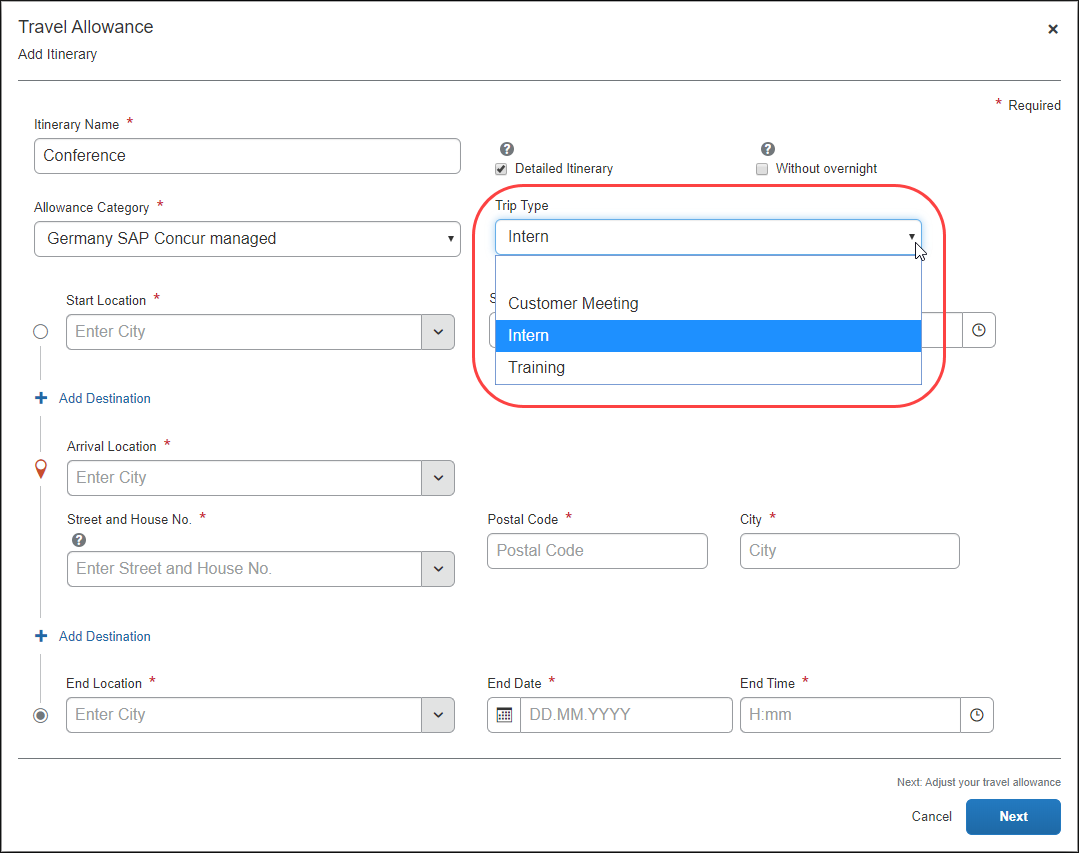 Travel Allowance
×
Add Itinerary
* Required
Itinerary Name *
Conference
? ?
Detailed Itinerary Without overnight
Allowance Category * Trip Type
Germany SAP Concur managed Intern
Customer Meeting
Intern
Training
Start Location * S
Enter City
+ Add Destination
Arrival Location *
Enter City
Street and House No. * Postal Code * City *
?
Enter Street and House No. Postal Code City
+ Add Destination
End Location * End Date * End Time *
Enter City DD.MM.YYYY H:mm
Next: Adjust your travel allowance
Cancel Next